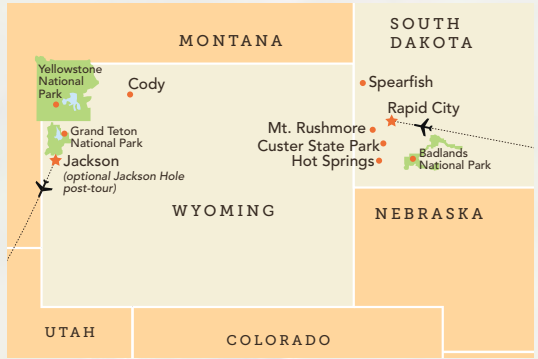 MONTANA
SOUTH
DAKOTA
Yellowstone
National
Park
Cody
Spearfish
Rapid City
Mt. Rushmore
Custer State Park
Hot Springs
Badlands
National Park
Grand Teton
National Park
Jackson
(optional Jackson Hole
post-tour)
WYOMING
NEBRASKA
UTAH
COLORADO